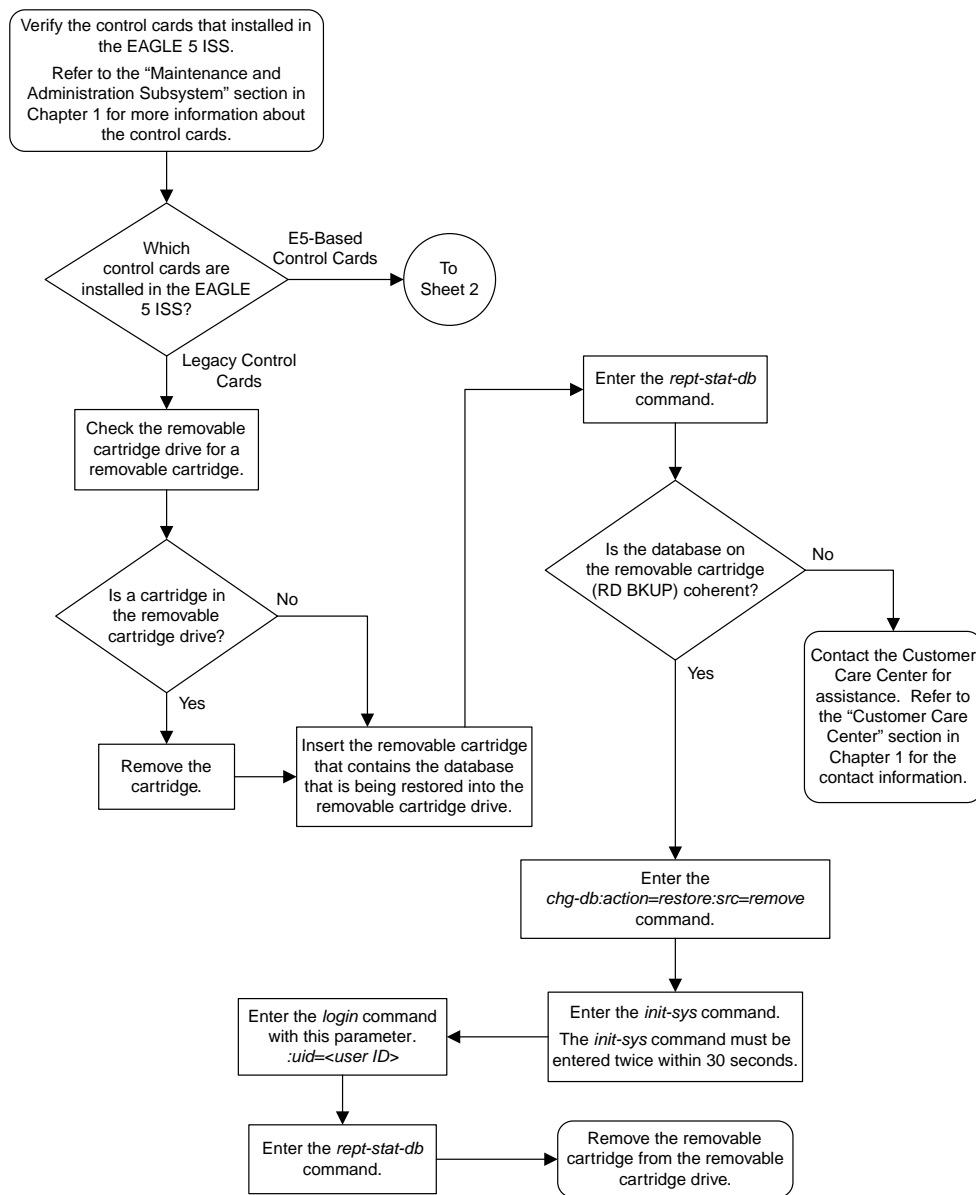 Verify the control cards that installed in
the EAGLE 5 ISS.
Refer to the “Maintenance and
Administration Subsystem” section in
Chapter 1 for more information about
the control cards.
Which
control cards are
installed in the EAGLE
5 ISS?
E5-Based
Control Cards
To
Sheet 2
Legacy Control
Cards
Check the removable
cartridge drive for a
removable cartridge.
Is a cartridge in
the removable
cartridge drive?
No
Yes
Remove the
cartridge.
Insert the removable cartridge
that contains the database
that is being restored into the
removable cartridge drive.
Enter the rept-stat-db
command.
Is the database on
the removable cartridge
(RD BKUP) coherent?
No
Yes
Contact the Customer
Care Center for
assistance.  Refer to
the “Customer Care
Center” section in
Chapter 1 for the
contact information.
Enter the
chg-db:action=restore:src=remove
command.
Enter the init-sys command.
The init-sys command must be
entered twice within 30 seconds.
Enter the login command
with this parameter.
:uid=<user ID>
Enter the rept-stat-db
command.
Remove the removable
cartridge from the removable
cartridge drive.